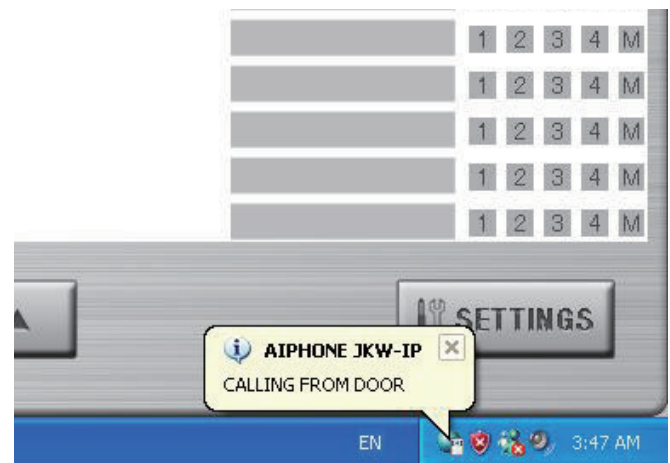 1 2 3 4 M
1 2 3 4 M
1 2 3 4 M
1 2 3 4 M
1 2 3 4 M
SETTINGS
AIPHONE JKW-IP
CALLING FROM DOOR
EN 3:47 AM